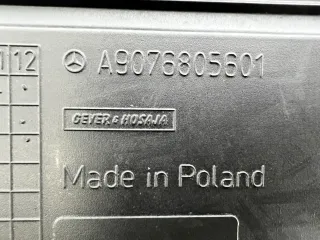 11 12
A9076805601
GEYER & HOSAJA
Made in Poland